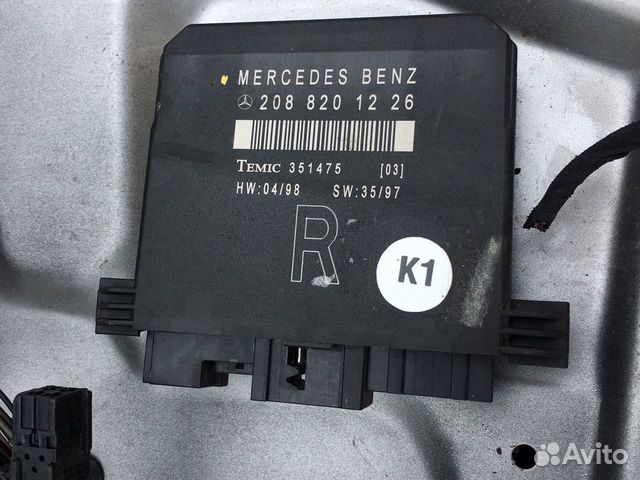 MERCEDES BENZ
208 820 12 26
TEMIC 351475 [03]
HW:04/98 SW:35/97
R
K1
Avito